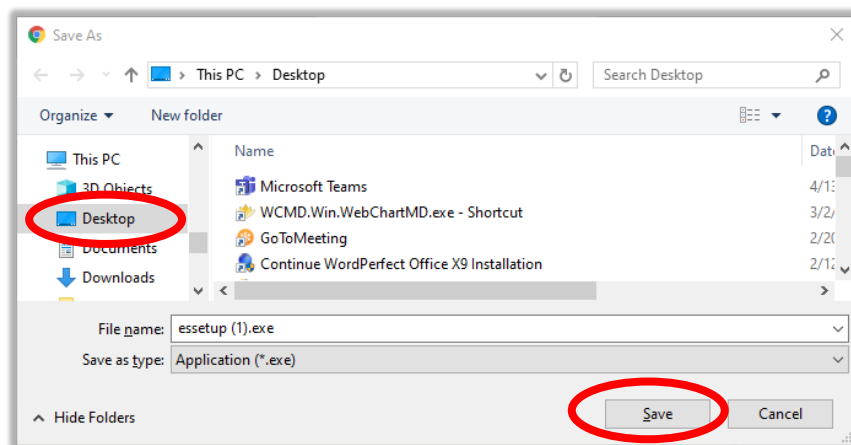 Save As
This PC > Desktop
Search Desktop
Organize
New folder
This PC
3D Objects
Desktop
Documents
Downloads
Name
Microsoft Teams
4/13
WCMD.Win.WebChartMD.exe - Shortcut
3/2/
GoToMeeting
2/20
Continue WordPerfect Office X9 Installation
2/12
File name: essetup (1).exe
Save as type: Application (*.exe)
Hide Folders
Save
Cancel